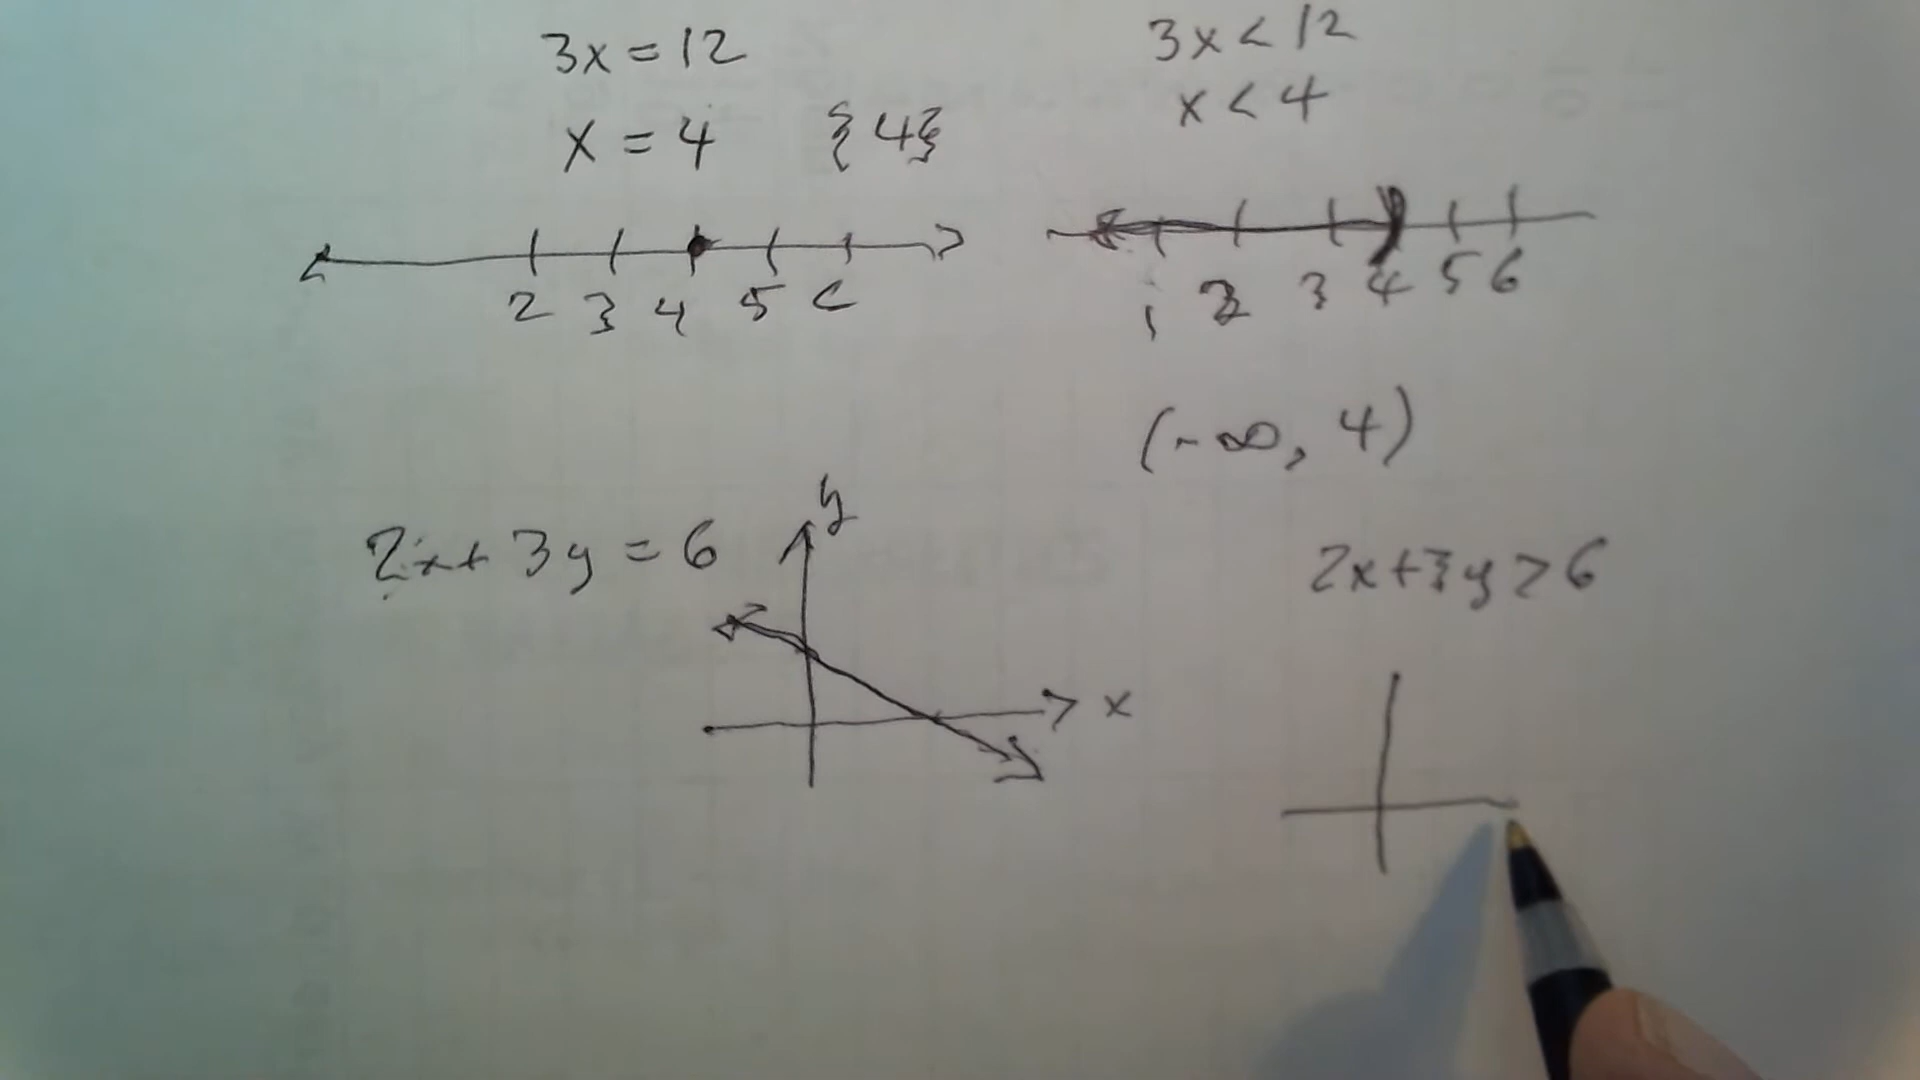 3x = 12
x = 4 {4}
2 3 4 5 6
3x < 12
x < 4
1 2 3 4 5 6
(-∞, 4)
2x + 3y = 6
y
x
2x + 3y > 6